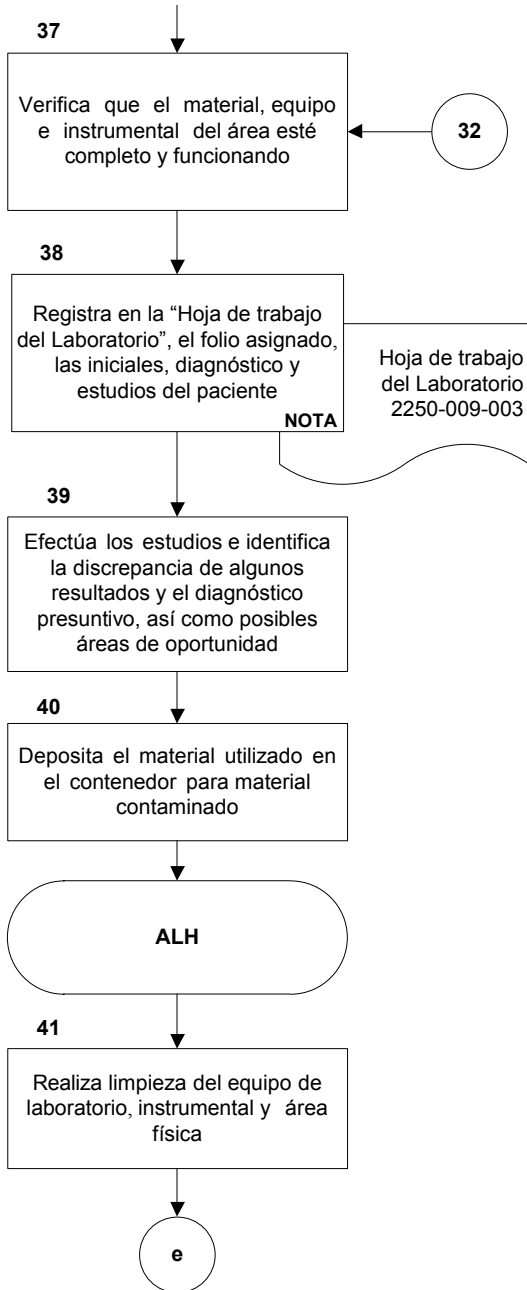 37
Verifica que el material, equipo
e instrumental del área esté
completo y funcionando
32
38
Registra en la “Hoja de trabajo
del Laboratorio”, el folio asignado,
las iniciales, diagnóstico y
estudios del paciente
NOTA
Hoja de trabajo
del Laboratorio
2250-009-003
39
Efectúa los estudios e identifica
la discrepancia de algunos
resultados y el diagnóstico
presuntivo, así como posibles
áreas de oportunidad
40
Deposita el material utilizado en
el contenedor para material
contaminado
ALH
41
Realiza limpieza del equipo de
laboratorio, instrumental y área
física
e